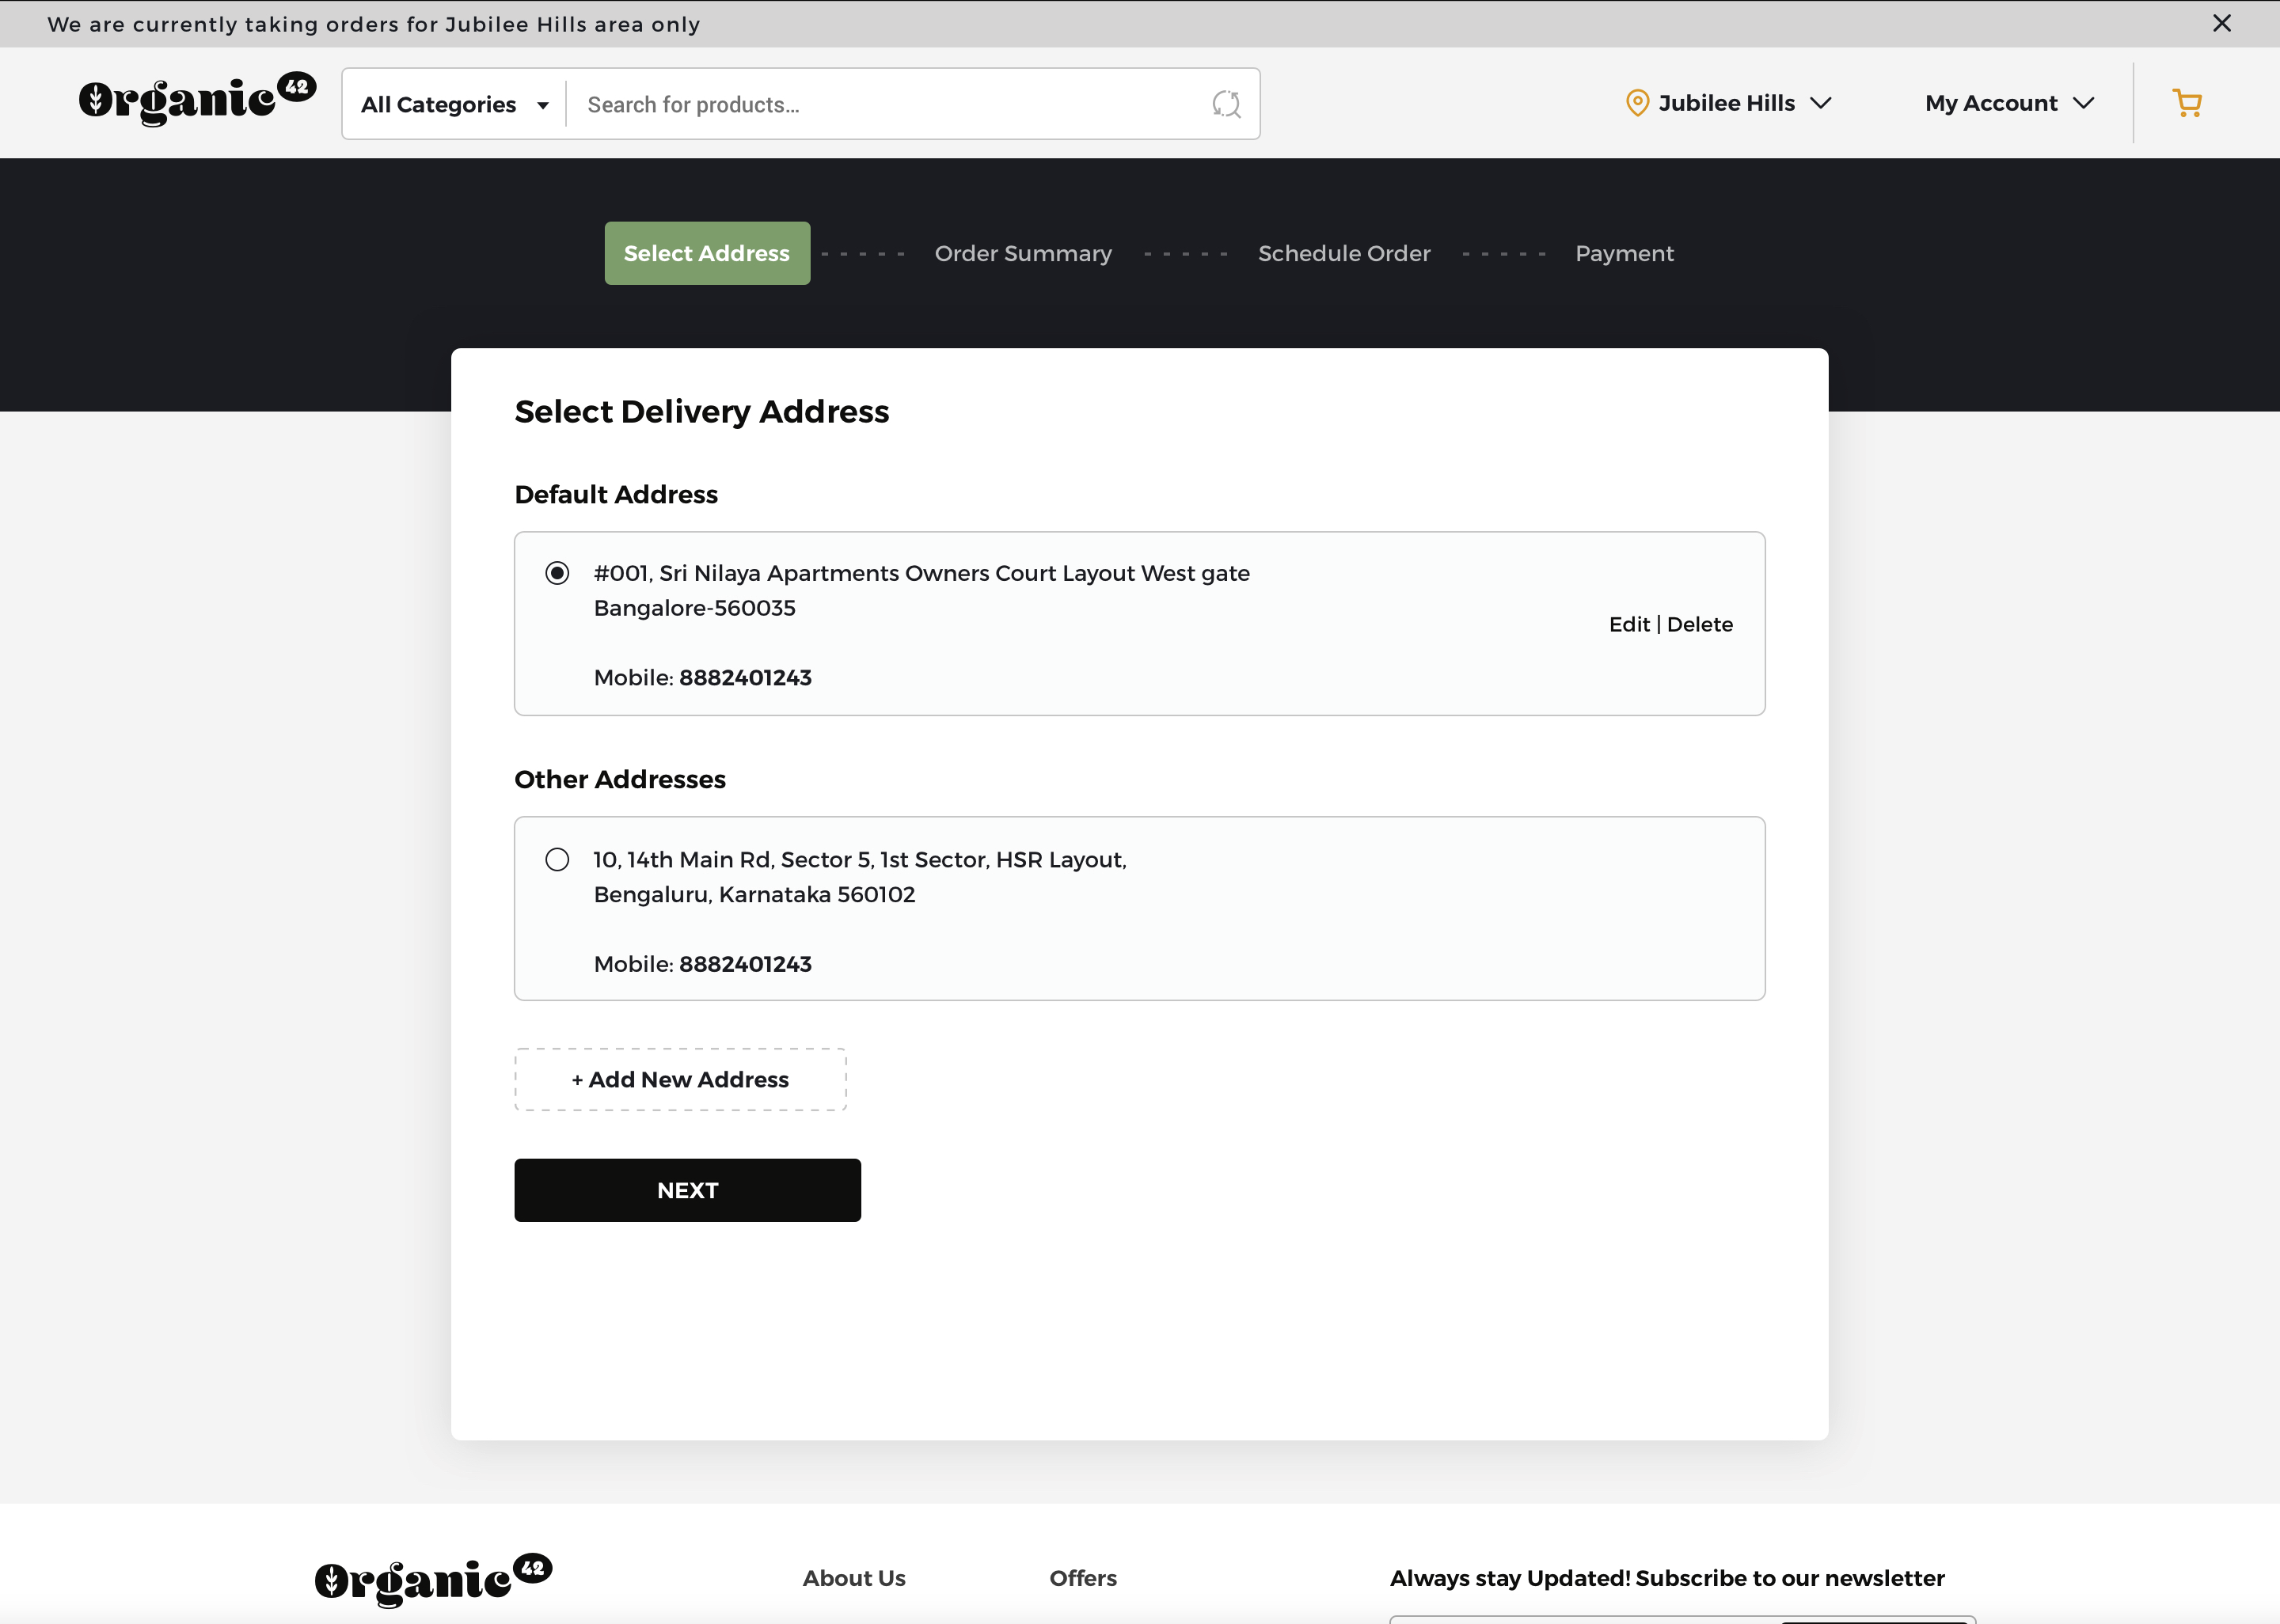 We are currently taking orders for Jubilee Hills area only
Organic 42
All Categories
Search for products...
Jubilee Hills
My Account
Select Address
Order Summary
Schedule Order
Payment
Select Delivery Address
Default Address
#001, Sri Nilaya Apartments Owners Court Layout West gate
Bangalore-560035
Edit | Delete
Mobile: 8882401243
Other Addresses
10, 14th Main Rd, Sector 5, 1st Sector, HSR Layout,
Bengaluru, Karnataka 560102
Mobile: 8882401243
+ Add New Address
NEXT
Organic 42
About Us
Offers
Always stay Updated! Subscribe to our newsletter